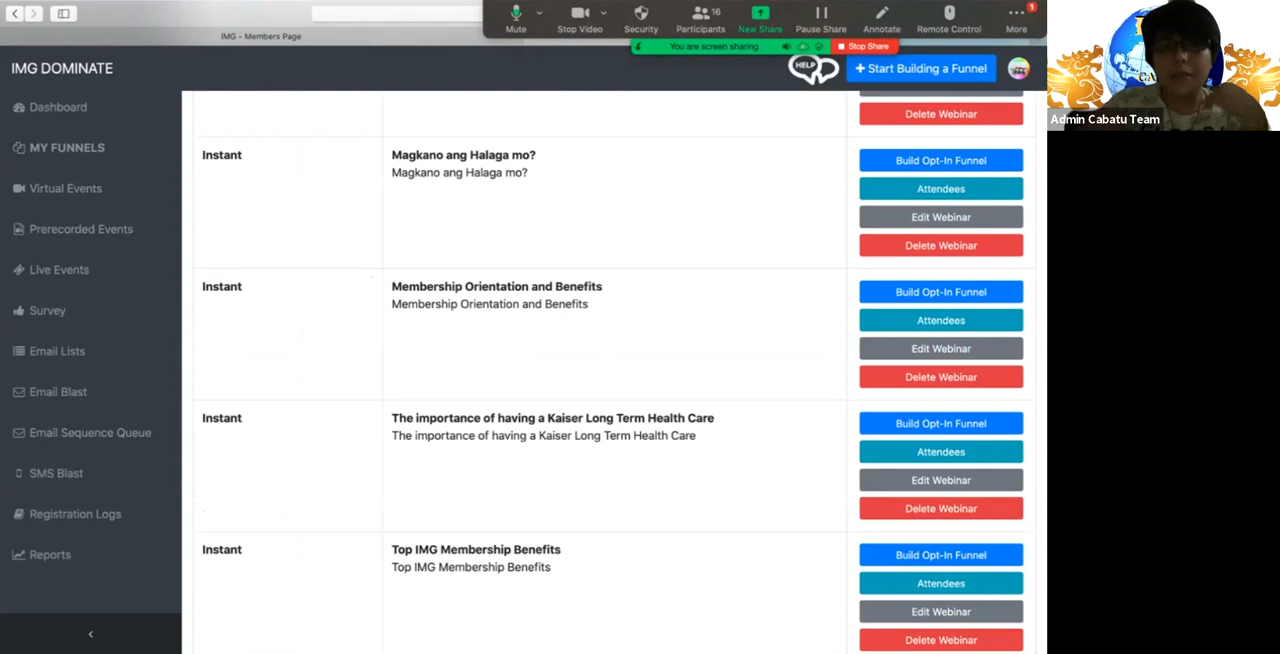 16
1
Mute
Stop Video
Security
Participants
New Share
Pause Share
Annotate
Remote Control
More
IMG - Members Page
You are screen sharing
Stop Share
IMG DOMINATE
HELP
+ Start Building a Funnel
Admin Cabatu Team
Dashboard
MY FUNNELS
Virtual Events
Prerecorded Events
Live Events
Survey
Email Lists
Email Blast
Email Sequence Queue
SMS Blast
Registration Logs
Reports
Delete Webinar
Instant
Magkano ang Halaga mo?
Magkano ang Halaga mo?
Build Opt-In Funnel
Attendees
Edit Webinar
Delete Webinar
Instant
Membership Orientation and Benefits
Membership Orientation and Benefits
Build Opt-In Funnel
Attendees
Edit Webinar
Delete Webinar
Instant
The importance of having a Kaiser Long Term Health Care
The importance of having a Kaiser Long Term Health Care
Build Opt-In Funnel
Attendees
Edit Webinar
Delete Webinar
Instant
Top IMG Membership Benefits
Top IMG Membership Benefits
Build Opt-In Funnel
Attendees
Edit Webinar
Delete Webinar